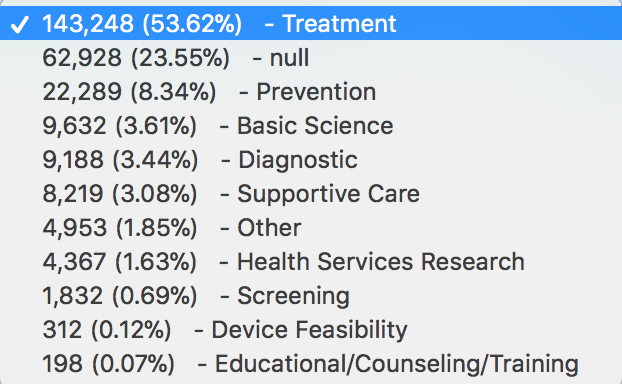 ✓ 143,248 (53.62%) - Treatment
62,928 (23.55%) - null
22,289 (8.34%) - Prevention
9,632 (3.61%) - Basic Science
9,188 (3.44%) - Diagnostic
8,219 (3.08%) - Supportive Care
4,953 (1.85%) - Other
4,367 (1.63%) - Health Services Research
1,832 (0.69%) - Screening
312 (0.12%) - Device Feasibility
198 (0.07%) - Educational/Counseling/Training